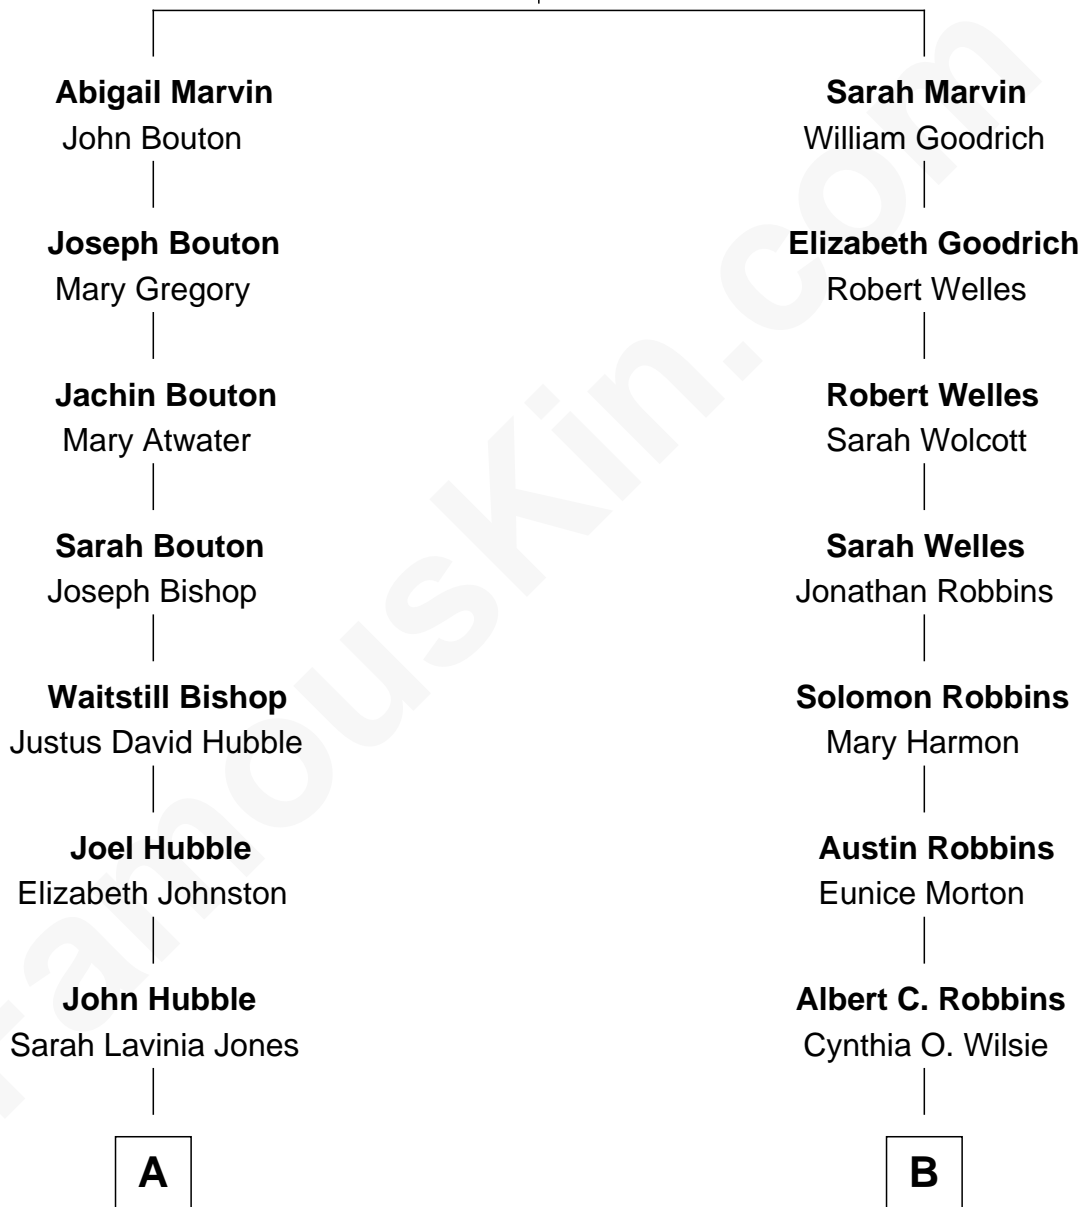 Abigail Marvin
John Bouton
Sarah Marvin
William Goodrich
Joseph Bouton
Mary Gregory
Elizabeth Goodrich
Robert Welles
Jachin Bouton
Mary Atwater
Robert Welles
Sarah Wolcott
Sarah Bouton
Joseph Bishop
Sarah Welles
Jonathan Robbins
Waitstill Bishop
Justus David Hubble
Solomon Robbins
Mary Harmon
Joel Hubble
Elizabeth Johnston
Austin Robbins
Eunice Morton
John Hubble
Sarah Lavinia Jones
Albert C. Robbins
Cynthia O. Wilsie
A
B
FamousKin.com